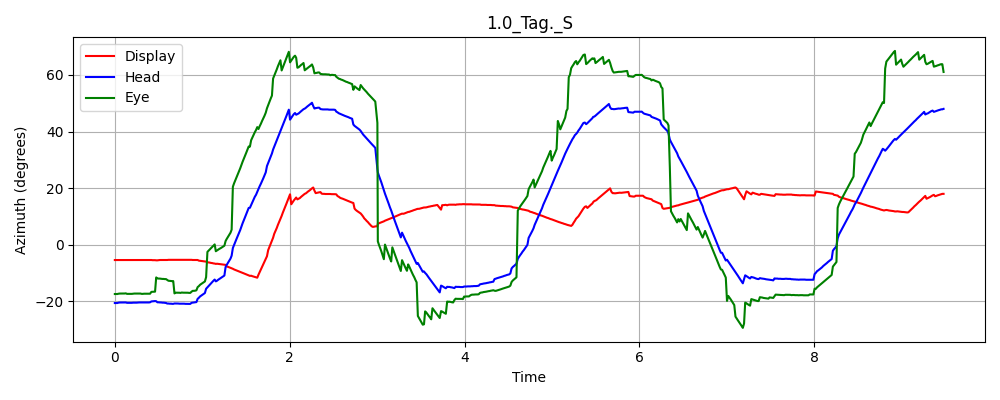 1.0_Tag._S
Display
Head
Eye
60
40
20
0
−20
Azimuth (degrees)
0 2 4 6 8
Time